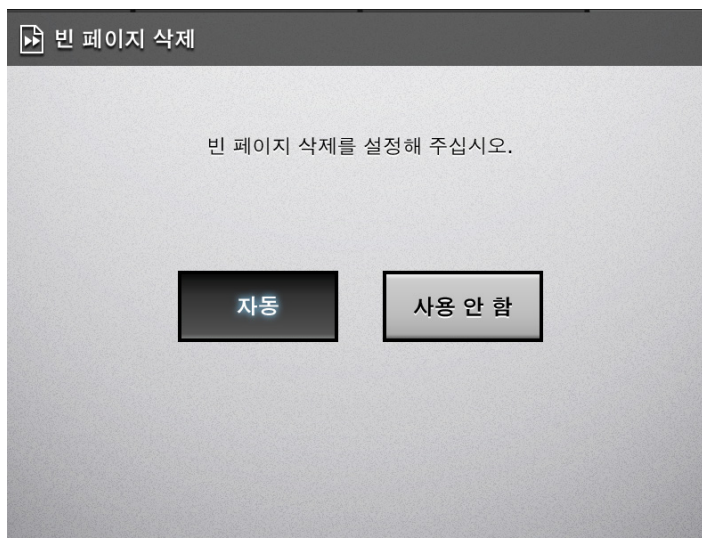 빈 페이지 삭제
빈 페이지 삭제를 설정해 주십시오.
자동
사용 안 함